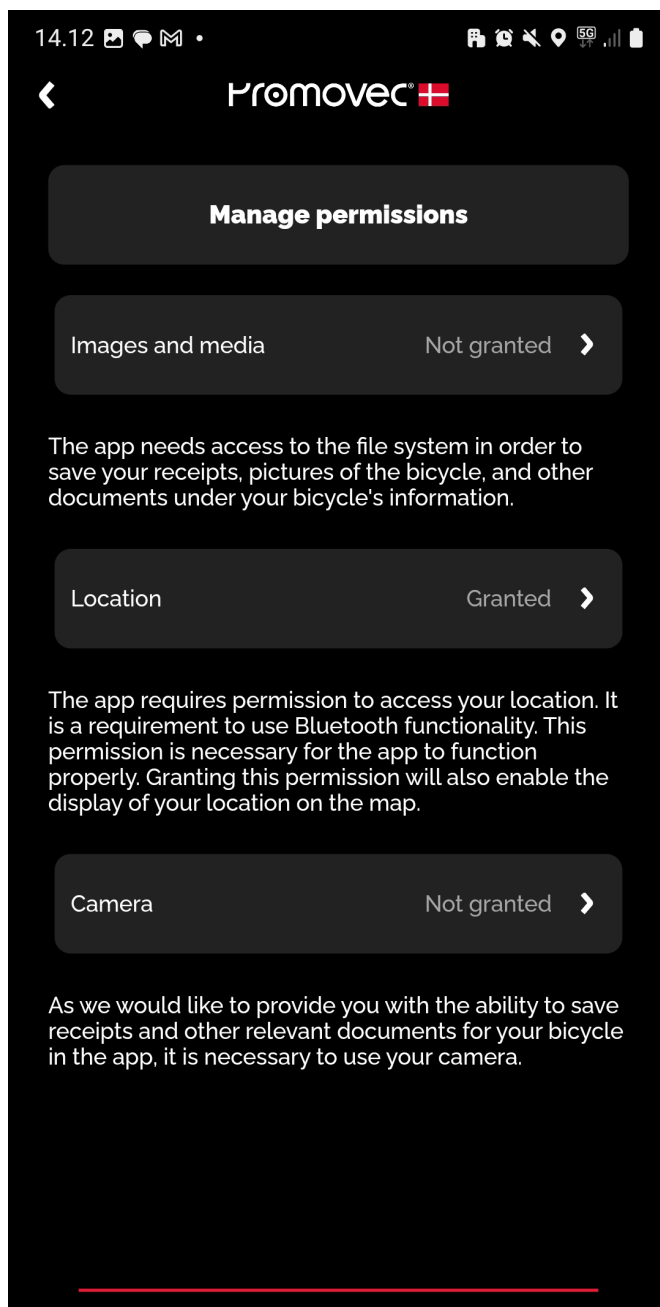 14.12
5G
Promovec®
Manage permissions
Images and media Not granted
The app needs access to the file system in order to
save your receipts, pictures of the bicycle, and other
documents under your bicycle's information.
Location Granted
The app requires permission to access your location. It
is a requirement to use Bluetooth functionality. This
permission is necessary for the app to function
properly. Granting this permission will also enable the
display of your location on the map.
Camera Not granted
As we would like to provide you with the ability to save
receipts and other relevant documents for your bicycle
in the app, it is necessary to use your camera.